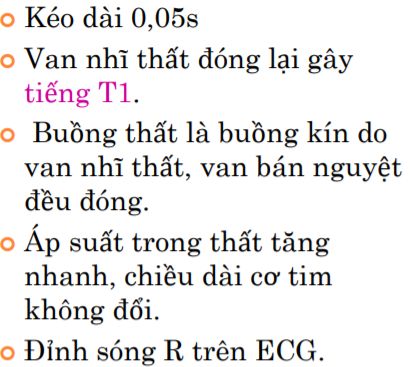 Kéo dài 0,05s
Van nhĩ thất đóng lại gây
tiếng T1.
Buồng thất là buồng kín do
van nhĩ thất, van bán nguyệt
đều đóng.
Áp suất trong thất tăng
nhanh, chiều dài cơ tim
không đổi.
Đỉnh sóng R trên ECG.